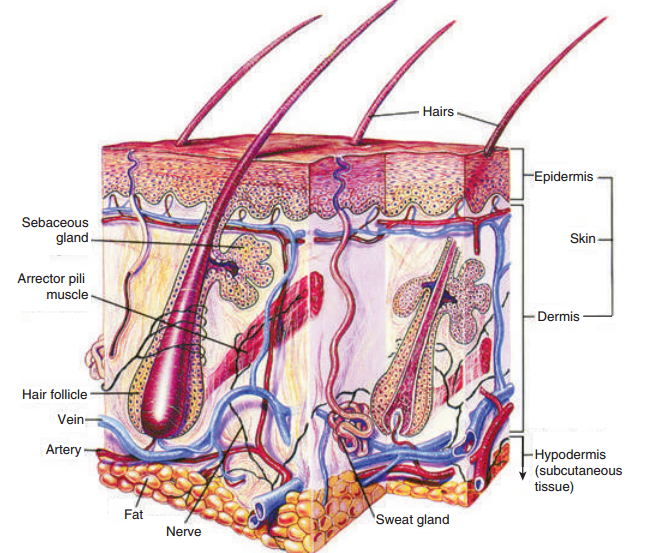 Hairs
Epidermis
Sebaceous
gland
Skin
Arrector pili
muscle
Dermis
Hair follicle
Vein
Artery
Hypodermis
(subcutaneous
tissue)
Fat
Sweat gland
Nerve